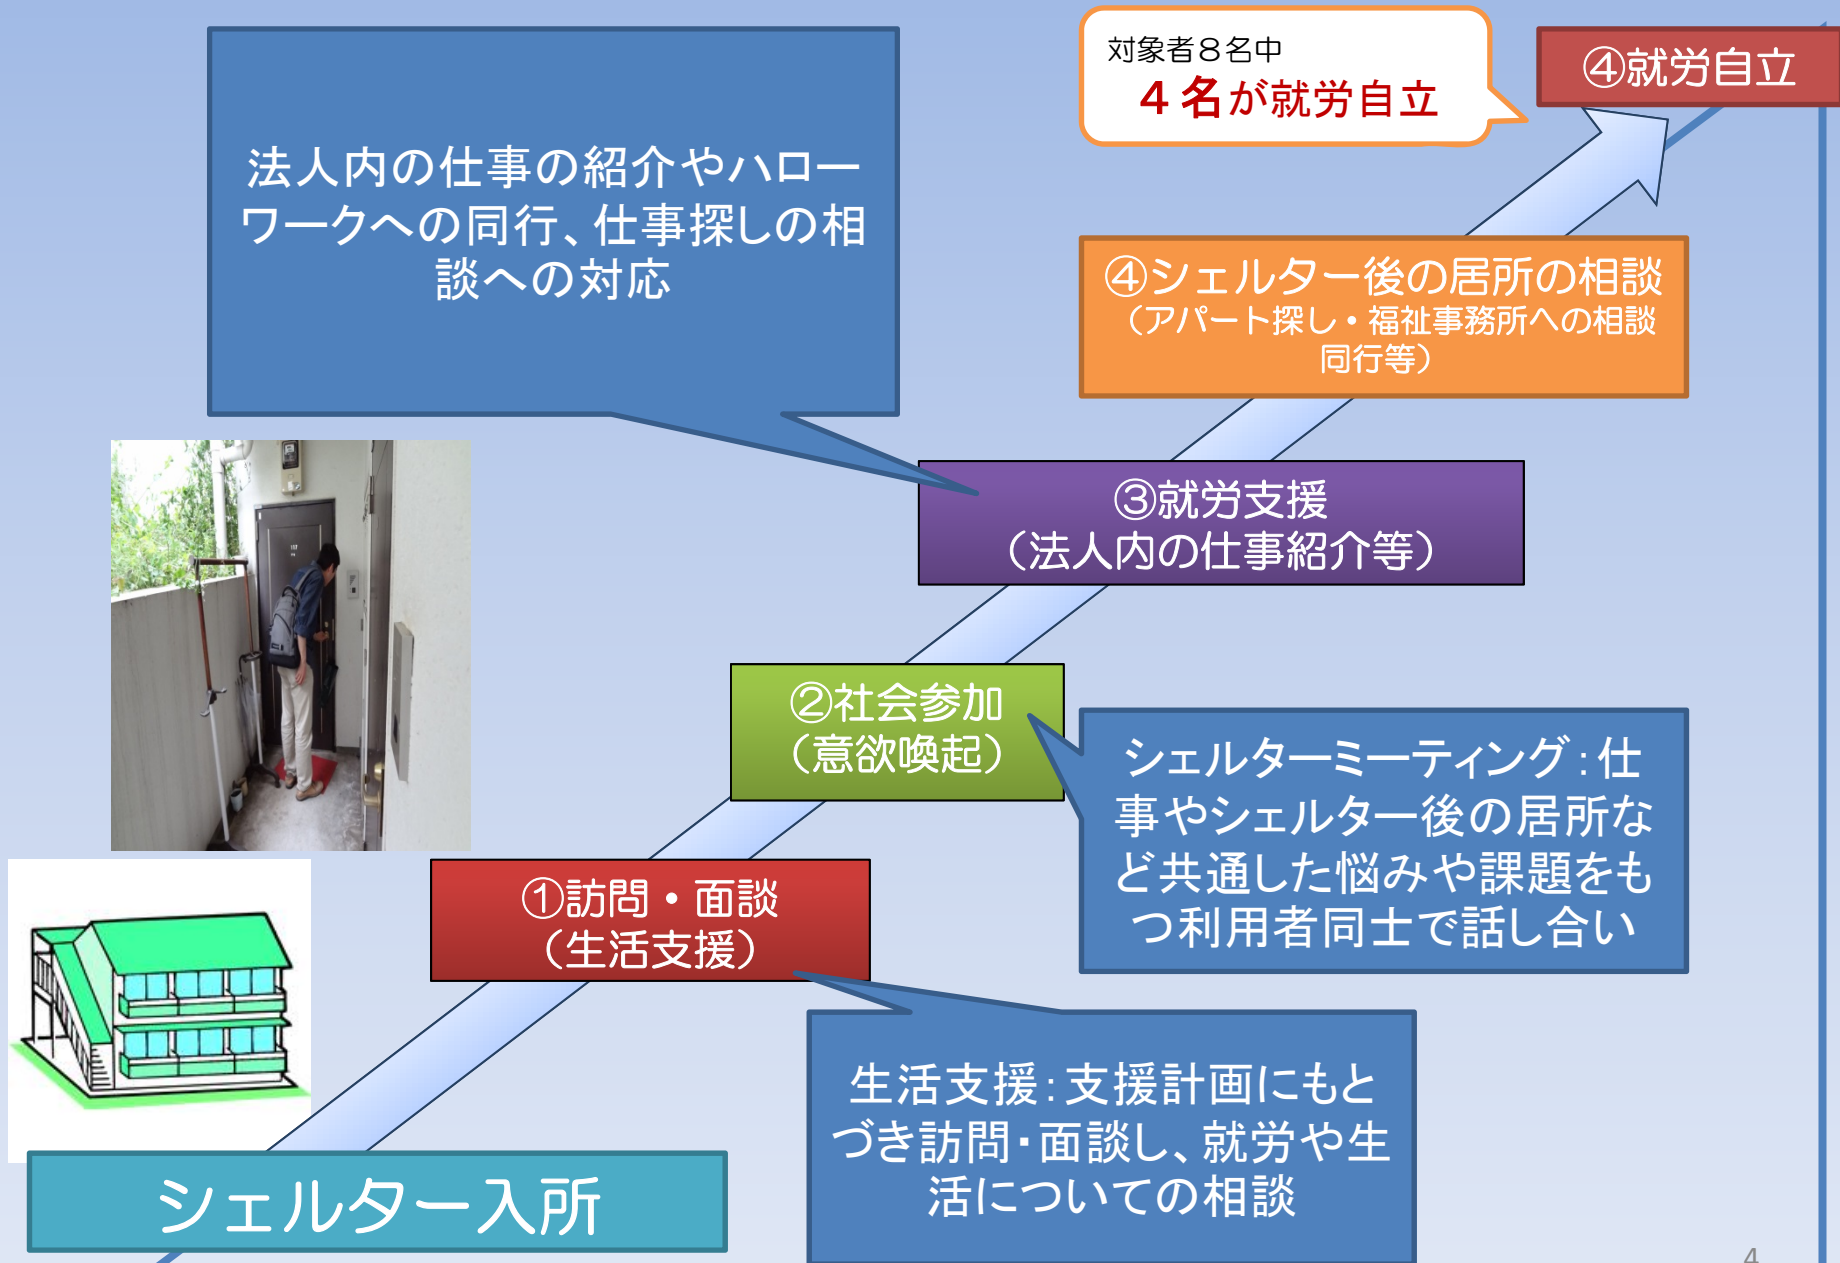 対象者８名中
４名が就労自立
④就労自立
法人内の仕事の紹介やハロー
ワークへの同行、仕事探しの相
談への対応
④シェルター後の居所の相談
（アパート探し・福祉事務所への相談
同行等）
③就労支援
（法人内の仕事紹介等）
②社会参加
（意欲喚起）
シェルターミーティング：仕
事やシェルター後の居所な
ど共通した悩みや課題をも
つ利用者同士で話し合い
①訪問・面談
（生活支援）
生活支援：支援計画にもと
づき訪問・面談し、就労や生
活についての相談
シェルター入所
4